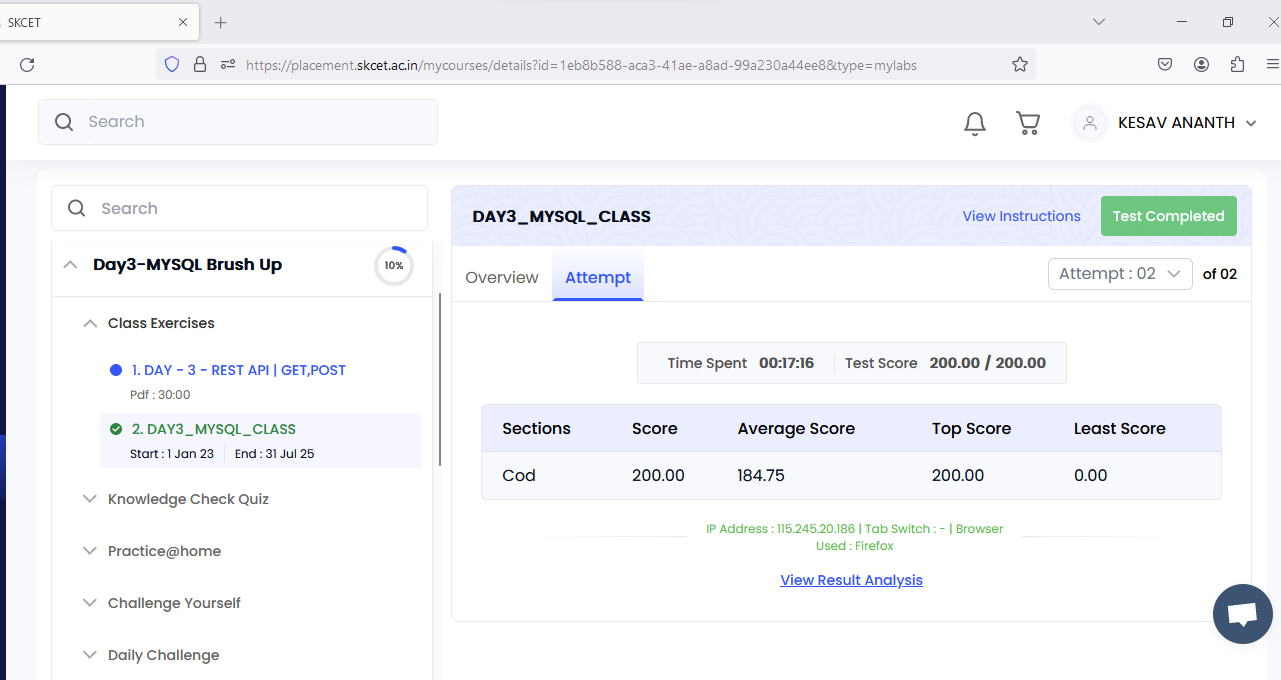 SKCET
https://placement.skcet.ac.in/mycourses/details?id=1eb8b588-aca3-41ae-a8ad-99a230a44ee8&type=mylabs
Search
KESAV ANANTH
Search
Day3-MYSQL Brush Up
10%
Class Exercises
1. DAY - 3 - REST API | GET,POST
Pdf : 30:00
2. DAY3_MYSQL_CLASS
Start : 1 Jan 23 End : 31 Jul 25
Knowledge Check Quiz
Practice@home
Challenge Yourself
Daily Challenge
DAY3_MYSQL_CLASS
View Instructions
Test Completed
Overview
Attempt
Attempt : 02
of 02
Time Spent 00:17:16
Test Score 200.00 / 200.00
Sections Score Average Score Top Score Least Score
Cod 200.00 184.75 200.00 0.00
IP Address : 115.245.20.186 | Tab Switch : - | Browser
Used : Firefox
View Result Analysis